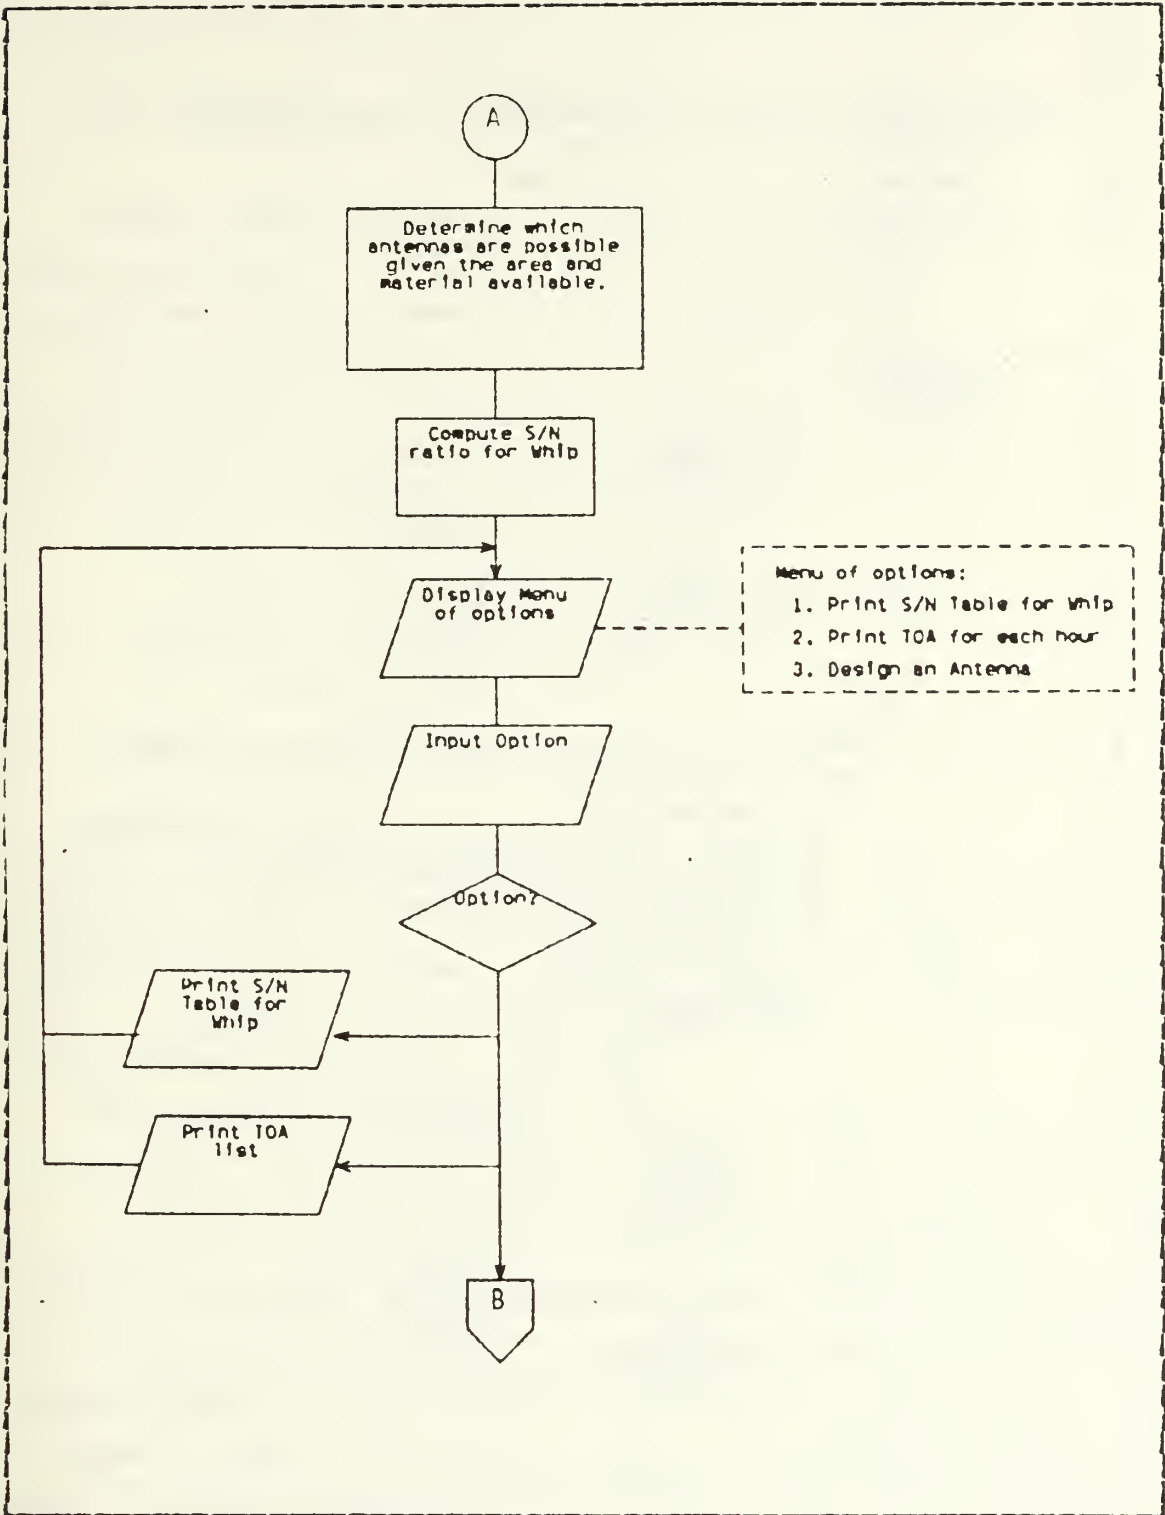 A
Determine which
antennas are possible
given the area and
material available.
Compute S/N
ratio for Whip
Display Menu
of options
Menu of options:
1. Print S/N Table for Whip
2. Print TOA for each hour
3. Design an Antenna
Input Option
Option?
Print S/N
Table for
Whip
Print TOA
list
B